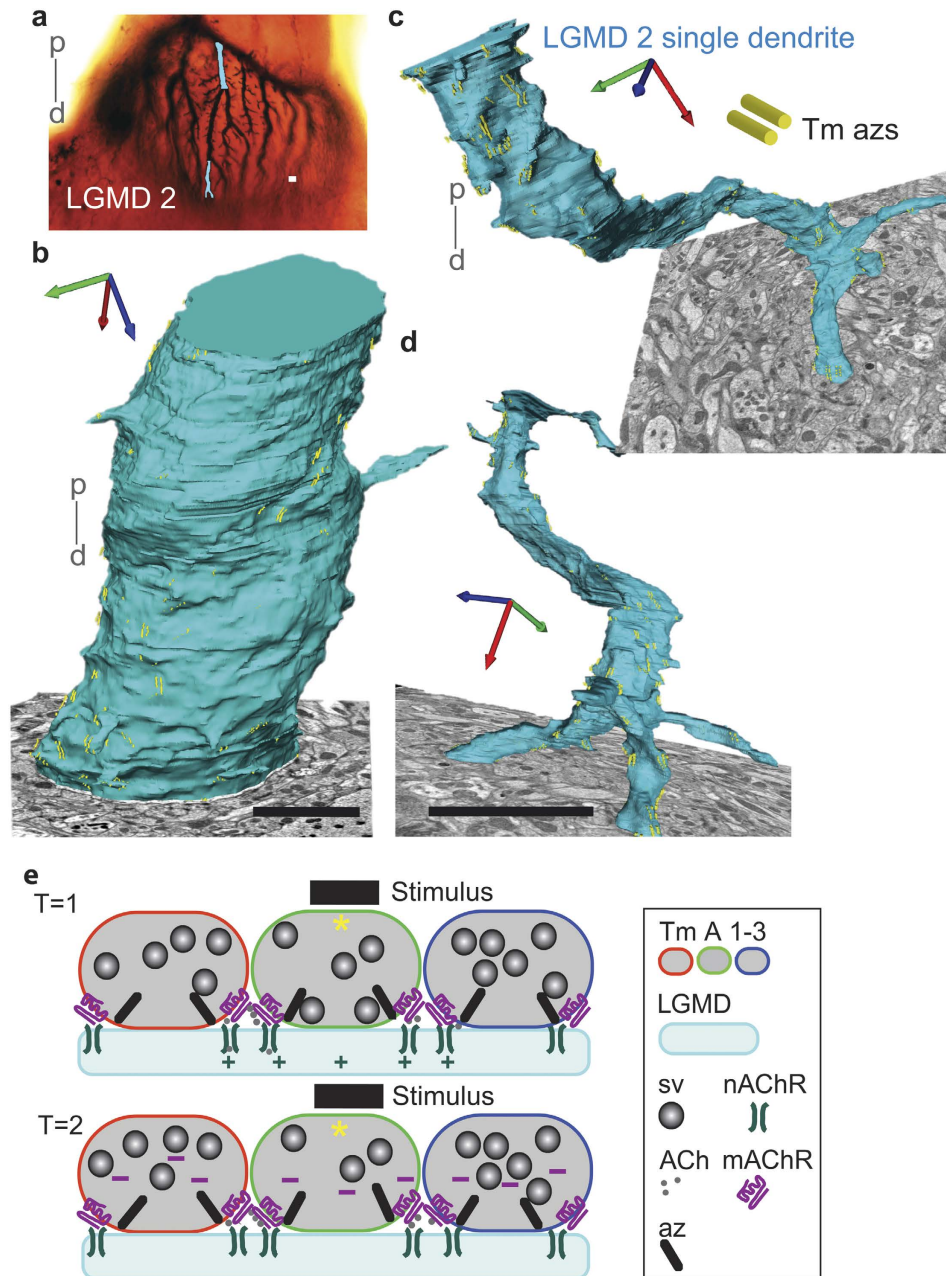 a
p
d
LGMD 2
b
p
d
c
LGMD 2 single dendrite
Tm azs
p
d
d
e
T=1
Stimulus
+ + + + +
T=2
Stimulus
Tm A 1-3
LGMD
sv nAChR
ACh mAChR
az